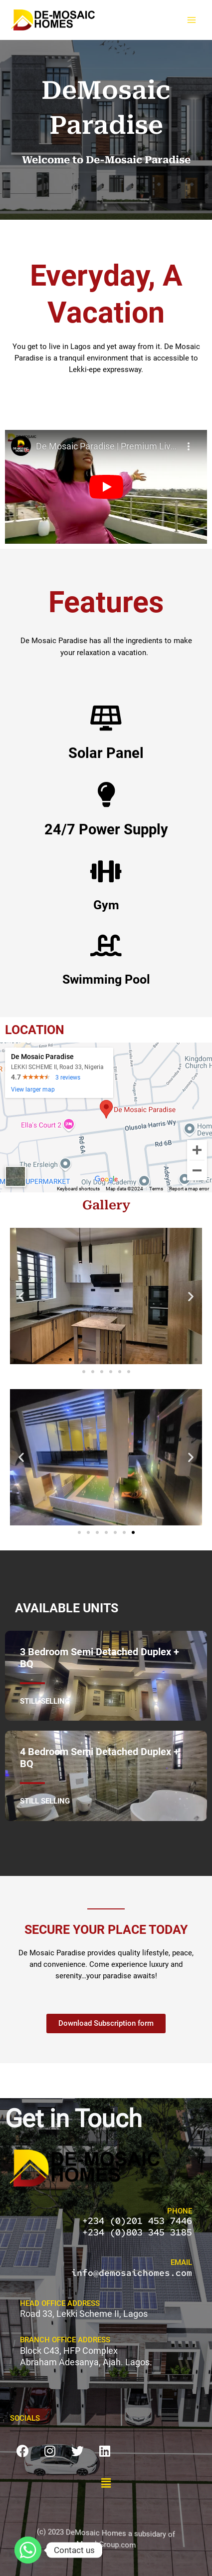 DE-MOSAIC
HOMES
DeMosaic
Paradise
Welcome to De-Mosaic Paradise
Everyday, A
Vacation
You get to live in Lagos and yet away from it. De Mosaic
Paradise is a tranquil environment that is accessible to
Lekki-epe expressway.
De Mosaic Paradise | Premium Liv
Features
De Mosaic Paradise has all the ingredients to make
your relaxation a vacation.
Solar Panel
24/7 Power Supply
Gym
Swimming Pool
LOCATION
De Mosaic Paradise
LEKKI SCHEME II, Road 33, Nigeria
4.7
3 reviews
View larger map
Kingdom
Church H
De Mosaic Paradise
Home
Deve
Olusola Harris Wy
Ella's Court 2
Rd 6A
Rd 6B
The Ersleigh
UPERMARKET
Google
Oly Dou Academy
Keyboard shortcuts
Map data ©2024
Terms
Report a map error
Gallery
AVAILABLE UNITS
3 Bedroom Semi Detached Duplex +
BQ
STILL SELLING
4 Bedroom Semi Detached Duplex +
BQ
STILL SELLING
SECURE YOUR PLACE TODAY
De Mosaic Paradise provides quality lifestyle, peace,
and convenience. Come experience luxury and
serenity...your paradise awaits!
Download Subscription form
Get in Touch
DE-MOSAIC
HOMES
PHONE
+234 (0)201 453 7446
+234 (0)803 345 3185
EMAIL
info@demosaichomes.com
HEAD OFFICE ADDRESS
Road 33, Lekki Scheme II, Lagos
BRANCH OFFICE ADDRESS
Block C43, HFP Complex
Abraham Adesanya, Ajah. Lagos.
SOCIALS
(c) 2023 DeMosaic Homes a subsidary of
Group.com
Contact us